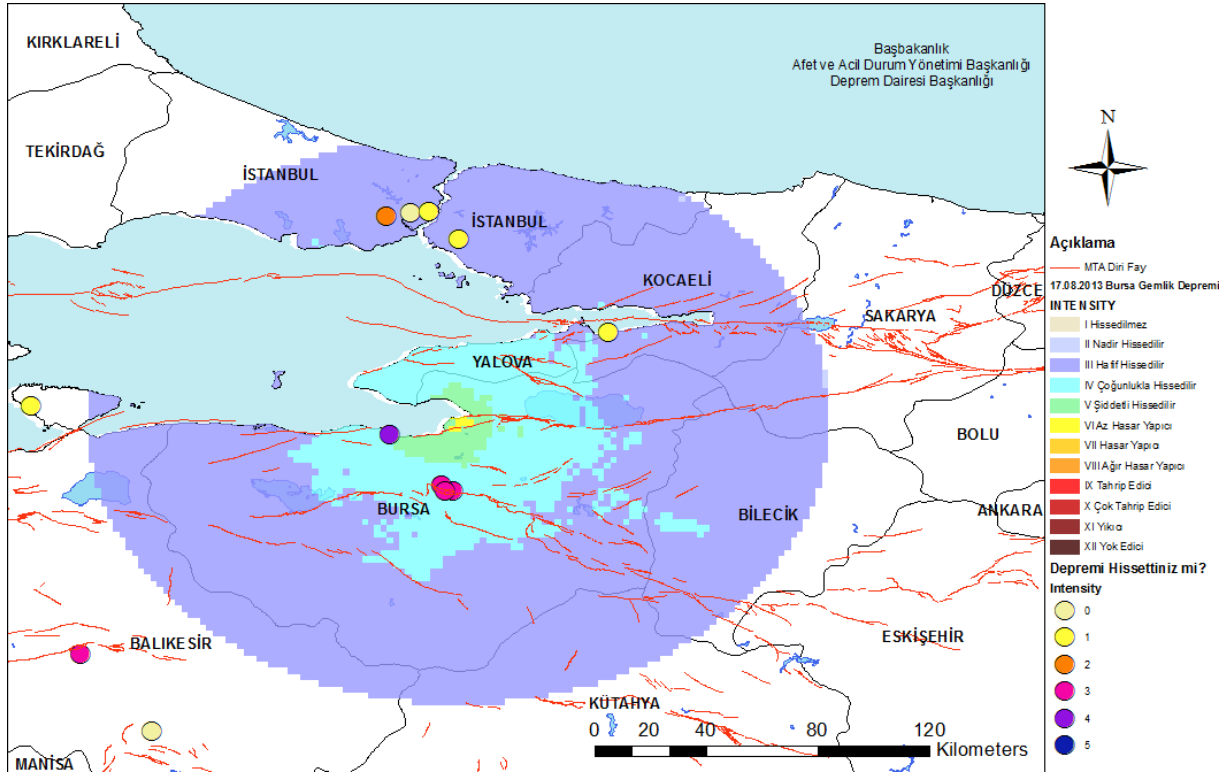 KIRKLARELİ
Başbakanlık
Afet ve Acil Durum Yönetimi Başkanlığı
Deprem Dairesi Başkanlığı
TEKİRDAĞ
İSTANBUL
İSTANBUL
KOCAELİ
SAKARYA
DÜZCE
YALOVA
BOLU
BURSA
BİLECİK
ANKARA
BALIKESİR
ESKİŞEHİR
KÜTAHYA
MANİSA
0 20 40 80 120
Kilometers
N
Açıklama
MTA Diri Fay
17.08.2013 Bursa Gemlik Depremi
INTENSITY
I Hissedilmez
II Nadir Hissedilir
III Hafif Hissedilir
IV Çoğunlukla Hissedilir
V Şiddetli Hissedilir
VI Az Hasar Yapıcı
VII Hasar Yapıcı
VIII Ağır Hasar Yapıcı
IX Tahrip Edici
X Çok Tahrip Edici
XI Yıkıcı
XII Yok Edici
Depremi Hissettiniz mi?
Intensity
0
1
2
3
4
5